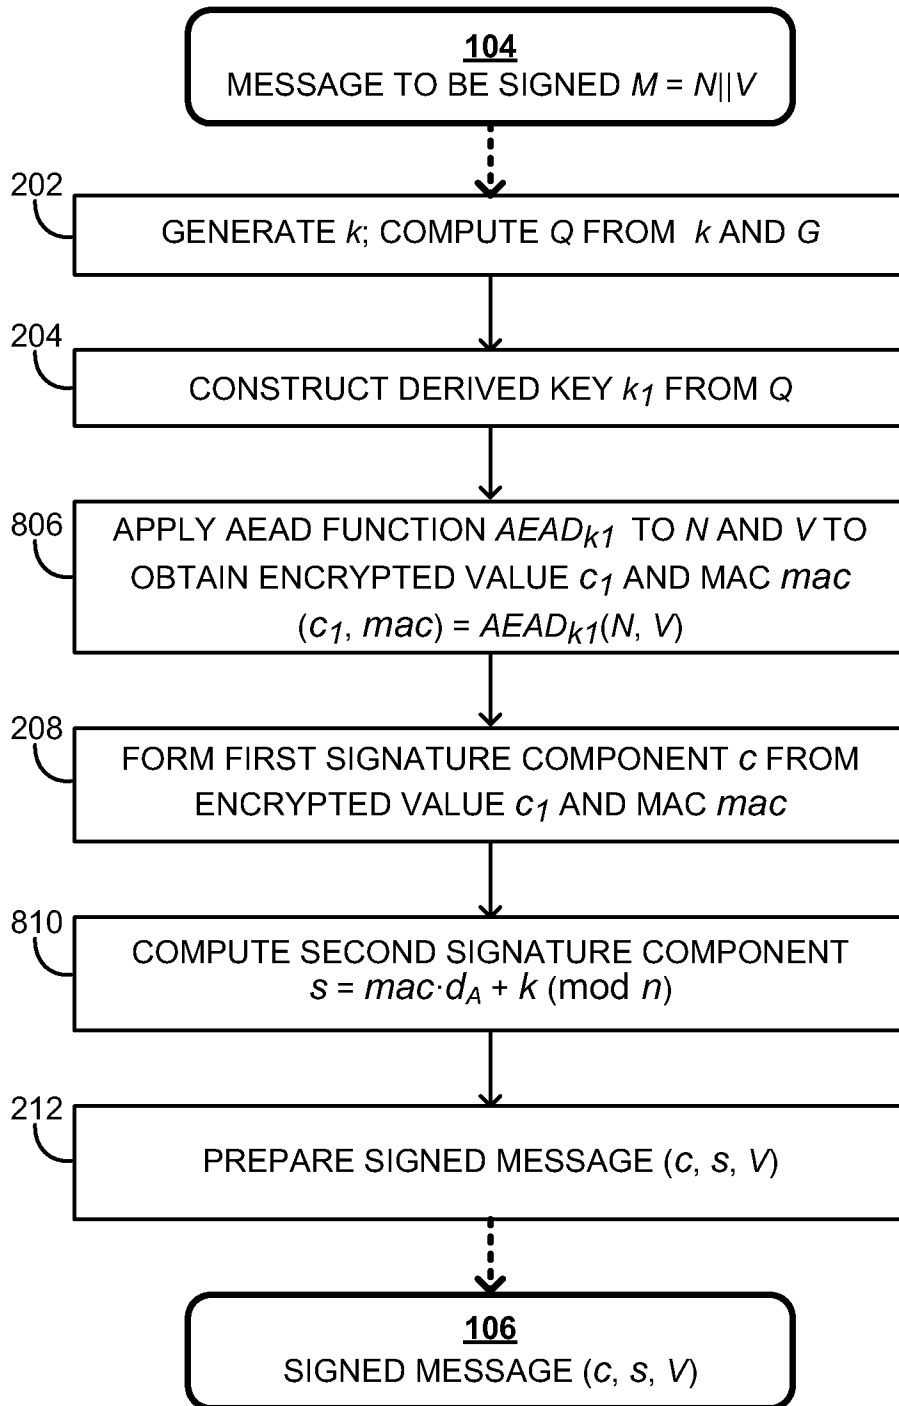 104
MESSAGE TO BE SIGNED M = N||V
202
GENERATE k; COMPUTE Q FROM k AND G
204
CONSTRUCT DERIVED KEY k1 FROM Q
806
APPLY AEAD FUNCTION AEADk1 TO N AND V TO
OBTAIN ENCRYPTED VALUE c1 AND MAC mac
(c1, mac) = AEADk1(N, V)
208
FORM FIRST SIGNATURE COMPONENT c FROM
ENCRYPTED VALUE c1 AND MAC mac
810
COMPUTE SECOND SIGNATURE COMPONENT
s = mac·dA + k (mod n)
212
PREPARE SIGNED MESSAGE (c, s, V)
106
SIGNED MESSAGE (c, s, V)